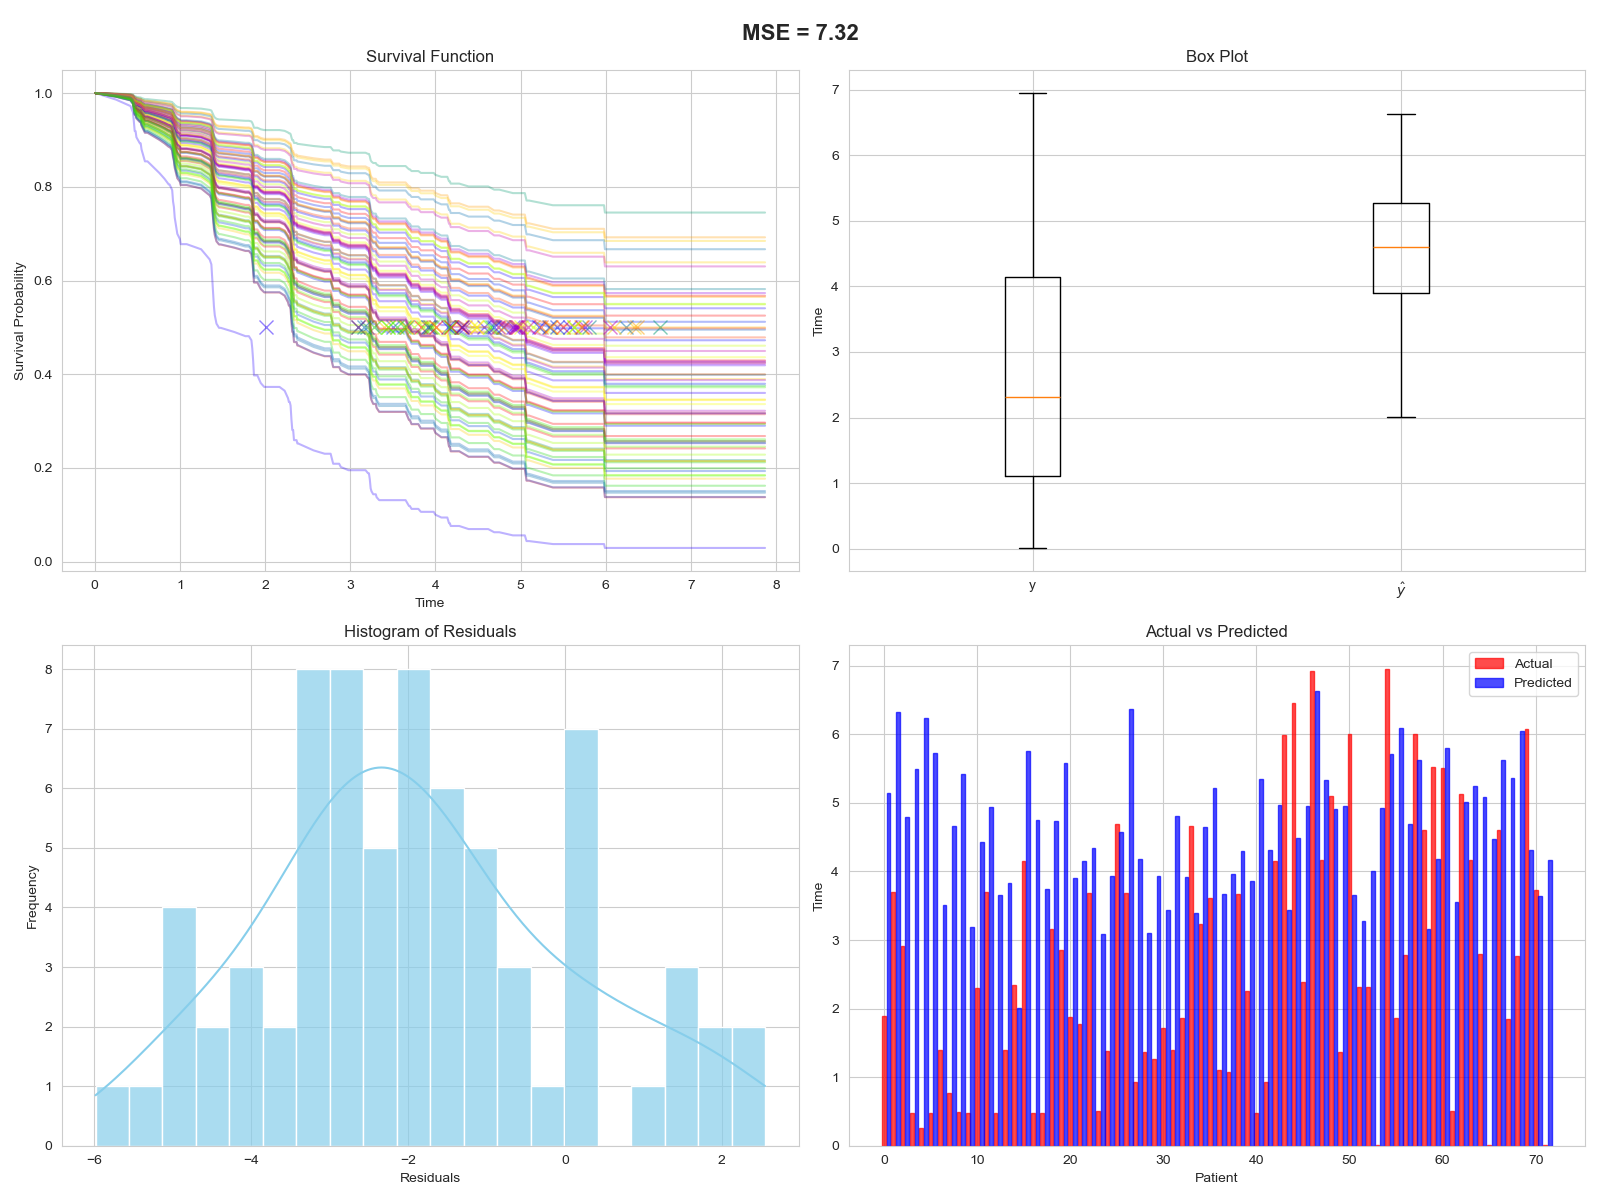 MSE = 7.32
Survival Function
Survival Probability
1.0
0.8
0.6
0.4
0.2
0.0
0 1 2 3 4 5 6 7 8
Time
Box Plot
Time
7
6
5
4
3
2
1
0
y ŷ
Histogram of Residuals
Frequency
8
7
6
5
4
3
2
1
0
−6 −4 −2 0 2
Residuals
Actual vs Predicted
Actual
Predicted
Time
7
6
5
4
3
2
1
0
0 10 20 30 40 50 60 70
Patient